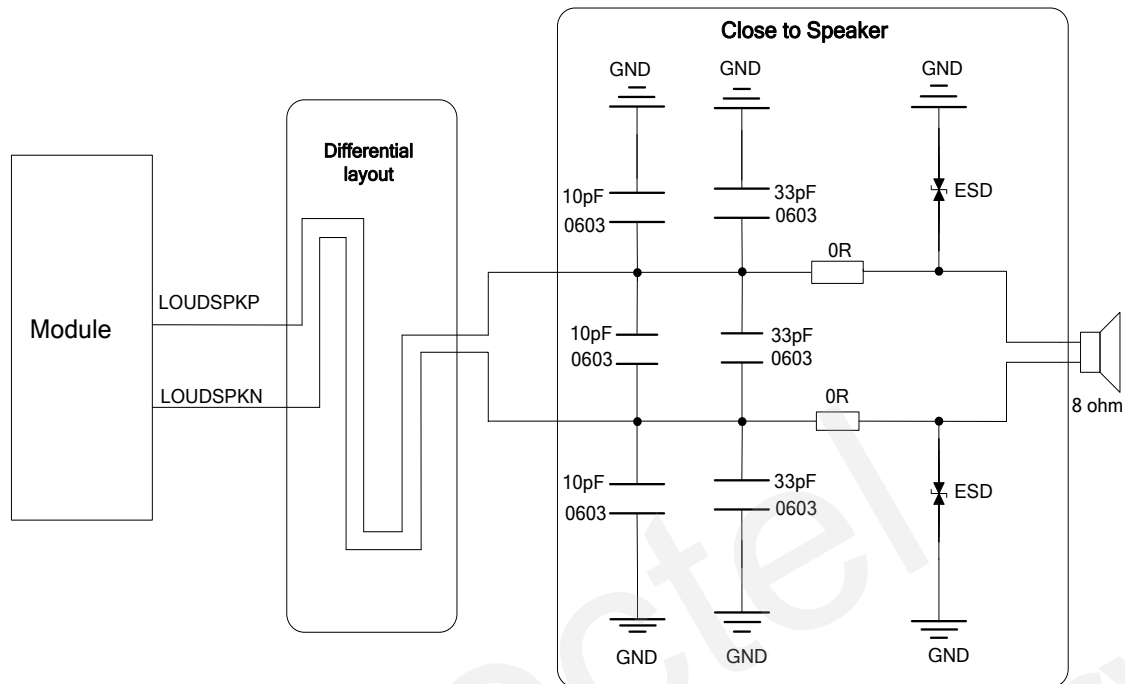 Close to Speaker
GND
GND
GND
Differential
layout
10pF
0603
33pF
0603
ESD
0R
LOUDSPKP
Module
10pF
0603
33pF
0603
LOUDSPKN
0R
8 ohm
10pF
0603
33pF
0603
ESD
GND
GND
GND